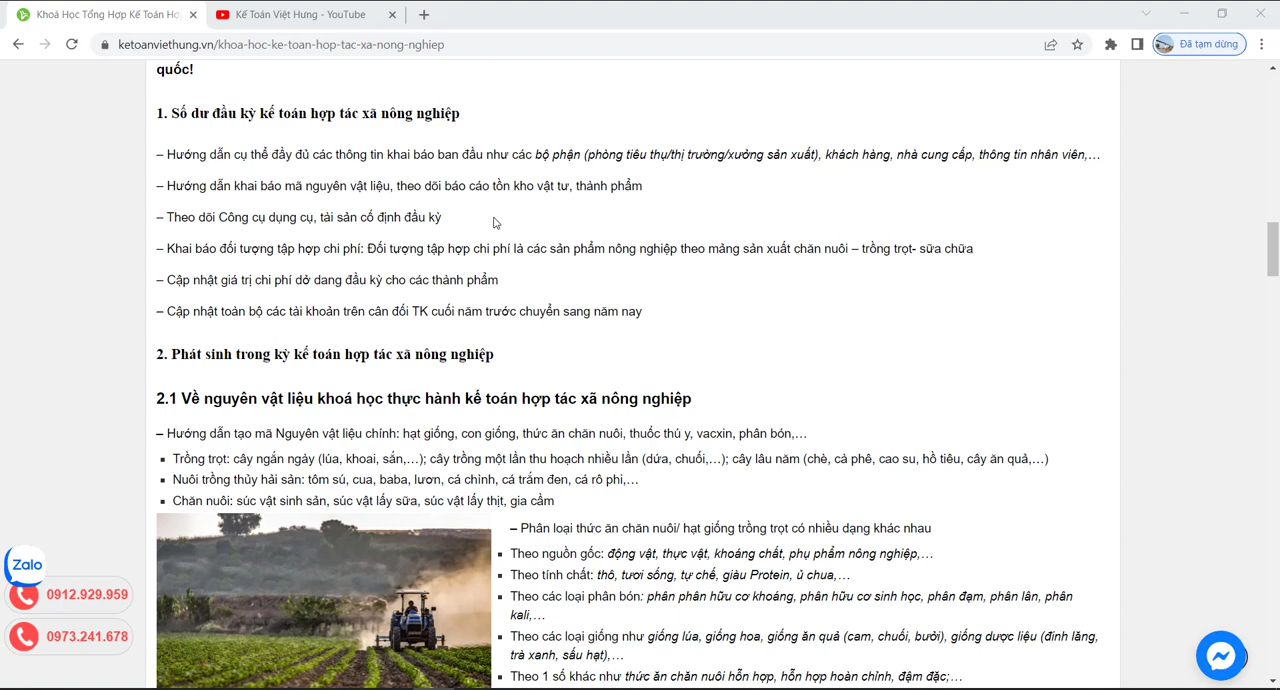 Khoá Học Tổng Hợp Kế Toán Hợ
Kế Toán Việt Hưng - YouTube
ketoanviethung.vn/khoa-hoc-ke-toan-hop-tac-xa-nong-nghiep
Đã tạm dừng
quốc!
1. Số dư đầu kỳ kế toán hợp tác xã nông nghiệp
– Hướng dẫn cụ thể đầy đủ các thông tin khai báo ban đầu như các bộ phận (phòng tiêu thụ/thị trường/xưởng sản xuất), khách hàng, nhà cung cấp, thông tin nhân viên,…
– Hướng dẫn khai báo mã nguyên vật liệu, theo dõi báo cáo tồn kho vật tư, thành phẩm
– Theo dõi Công cụ dụng cụ, tài sản cố định đầu kỳ
– Khai báo đối tượng tập hợp chi phí: Đối tượng tập hợp chi phí là các sản phẩm nông nghiệp theo mảng sản xuất chăn nuôi – trồng trọt- sữa chữa
– Cập nhật giá trị chi phí dở dang đầu kỳ cho các thành phẩm
– Cập nhật toàn bộ các tài khoản trên cân đối TK cuối năm trước chuyển sang năm nay
2. Phát sinh trong kỳ kế toán hợp tác xã nông nghiệp
2.1 Về nguyên vật liệu khoá học thực hành kế toán hợp tác xã nông nghiệp
– Hướng dẫn tạo mã Nguyên vật liệu chính: hạt giống, con giống, thức ăn chăn nuôi, thuốc thú y, vacxin, phân bón,…
▪ Trồng trọt: cây ngắn ngày (lúa, khoai, sắn,…); cây trồng một lần thu hoạch nhiều lần (dứa, chuối,…); cây lâu năm (chè, cà phê, cao su, hồ tiêu, cây ăn quả,…)
▪ Nuôi trồng thủy hải sản: tôm sú, cua, baba, lươn, cá chình, cá trắm đen, cá rô phi,…
▪ Chăn nuôi: súc vật sinh sản, súc vật lấy sữa, súc vật lấy thịt, gia cầm
– Phân loại thức ăn chăn nuôi/ hạt giống trồng trọt có nhiều dạng khác nhau
▪ Theo nguồn gốc: động vật, thực vật, khoáng chất, phụ phẩm nông nghiệp,…
▪ Theo tính chất: thô, tươi sống, tự chế, giàu Protein, ủ chua,…
▪ Theo các loại phân bón: phân phân hữu cơ khoáng, phân hữu cơ sinh học, phân đạm, phân lân, phân
kali,…
▪ Theo các loại giống như giống lúa, giống hoa, giống ăn quả (cam, chuối, bưởi), giống dược liệu (đinh lăng,
trà xanh, sấu hạt),…
▪ Theo 1 số khác như thức ăn chăn nuôi hỗn hợp, hỗn hợp hoàn chỉnh, đậm đặc;…
Zalo
0912.929.959
0973.241.678